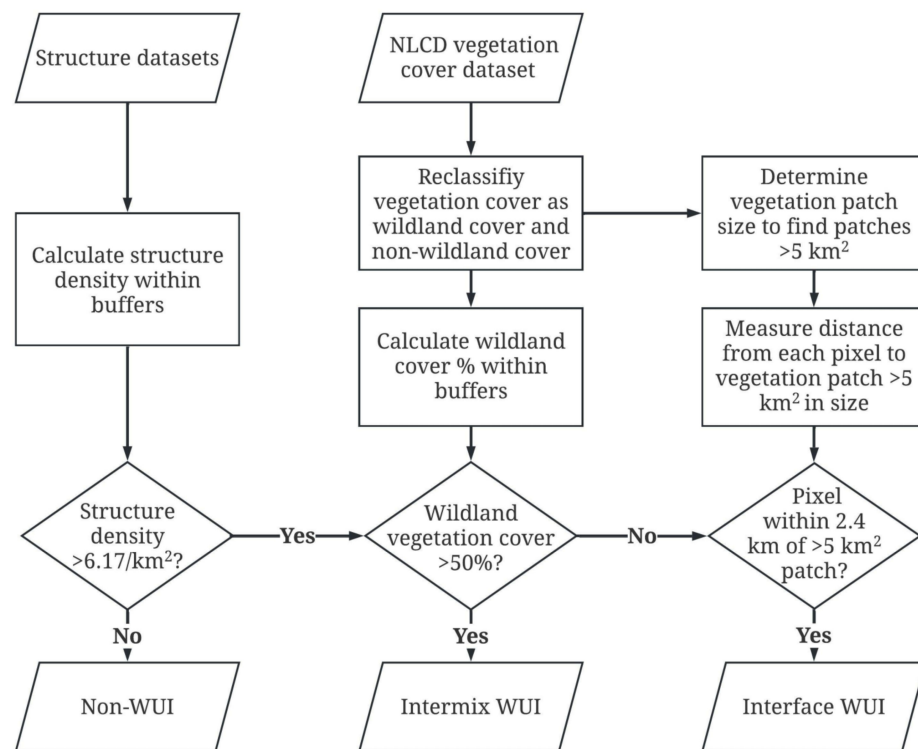 Structure datasets
NLCD vegetation
cover dataset
Reclassifiy
vegetation cover as
wildland cover and
non-wildland cover
Determine
vegetation patch
size to find patches
>5 km²
Calculate structure
density within
buffers
Calculate wildland
cover % within
buffers
Measure distance
from each pixel to
vegetation patch >5
km² in size
Structure
density
>6.17/km²?
Yes
Wildland
vegetation cover
>50%?
No
Pixel
within 2.4
km of >5 km²
patch?
No
Yes
Yes
Non-WUI
Intermix WUI
Interface WUI